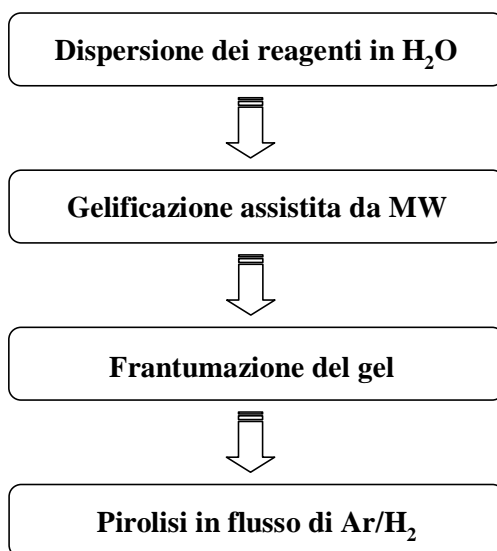 Dispersione dei reagenti in H₂O
Gelificazione assistita da MW
Frantumazione del gel
Pirolisi in flusso di Ar/H₂